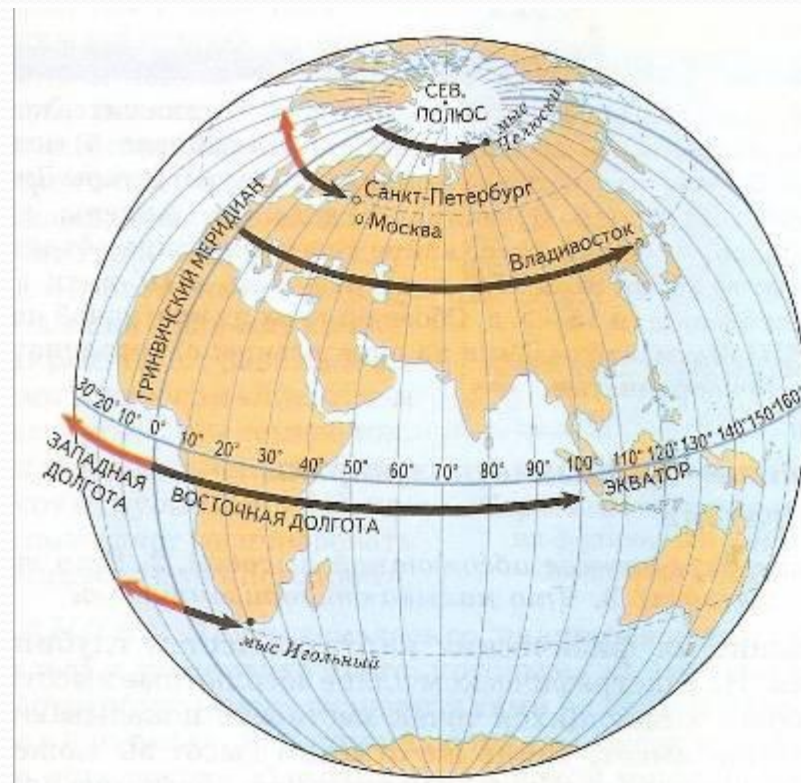 СЕВ.
ПОЛЮС
мыс
Челюскин
Санкт-Петербург
Москва
Владивосток
ГРИНВИЧСКИЙ МЕРИДИАН
30° 20° 10° 0° 10° 20° 30° 40° 50° 60° 70° 80° 90° 100° 110° 120° 130° 140° 150° 160°
ЭКВАТОР
ЗАПАДНАЯ
ДОЛГОТА
ВОСТОЧНАЯ ДОЛГОТА
мыс Игольный